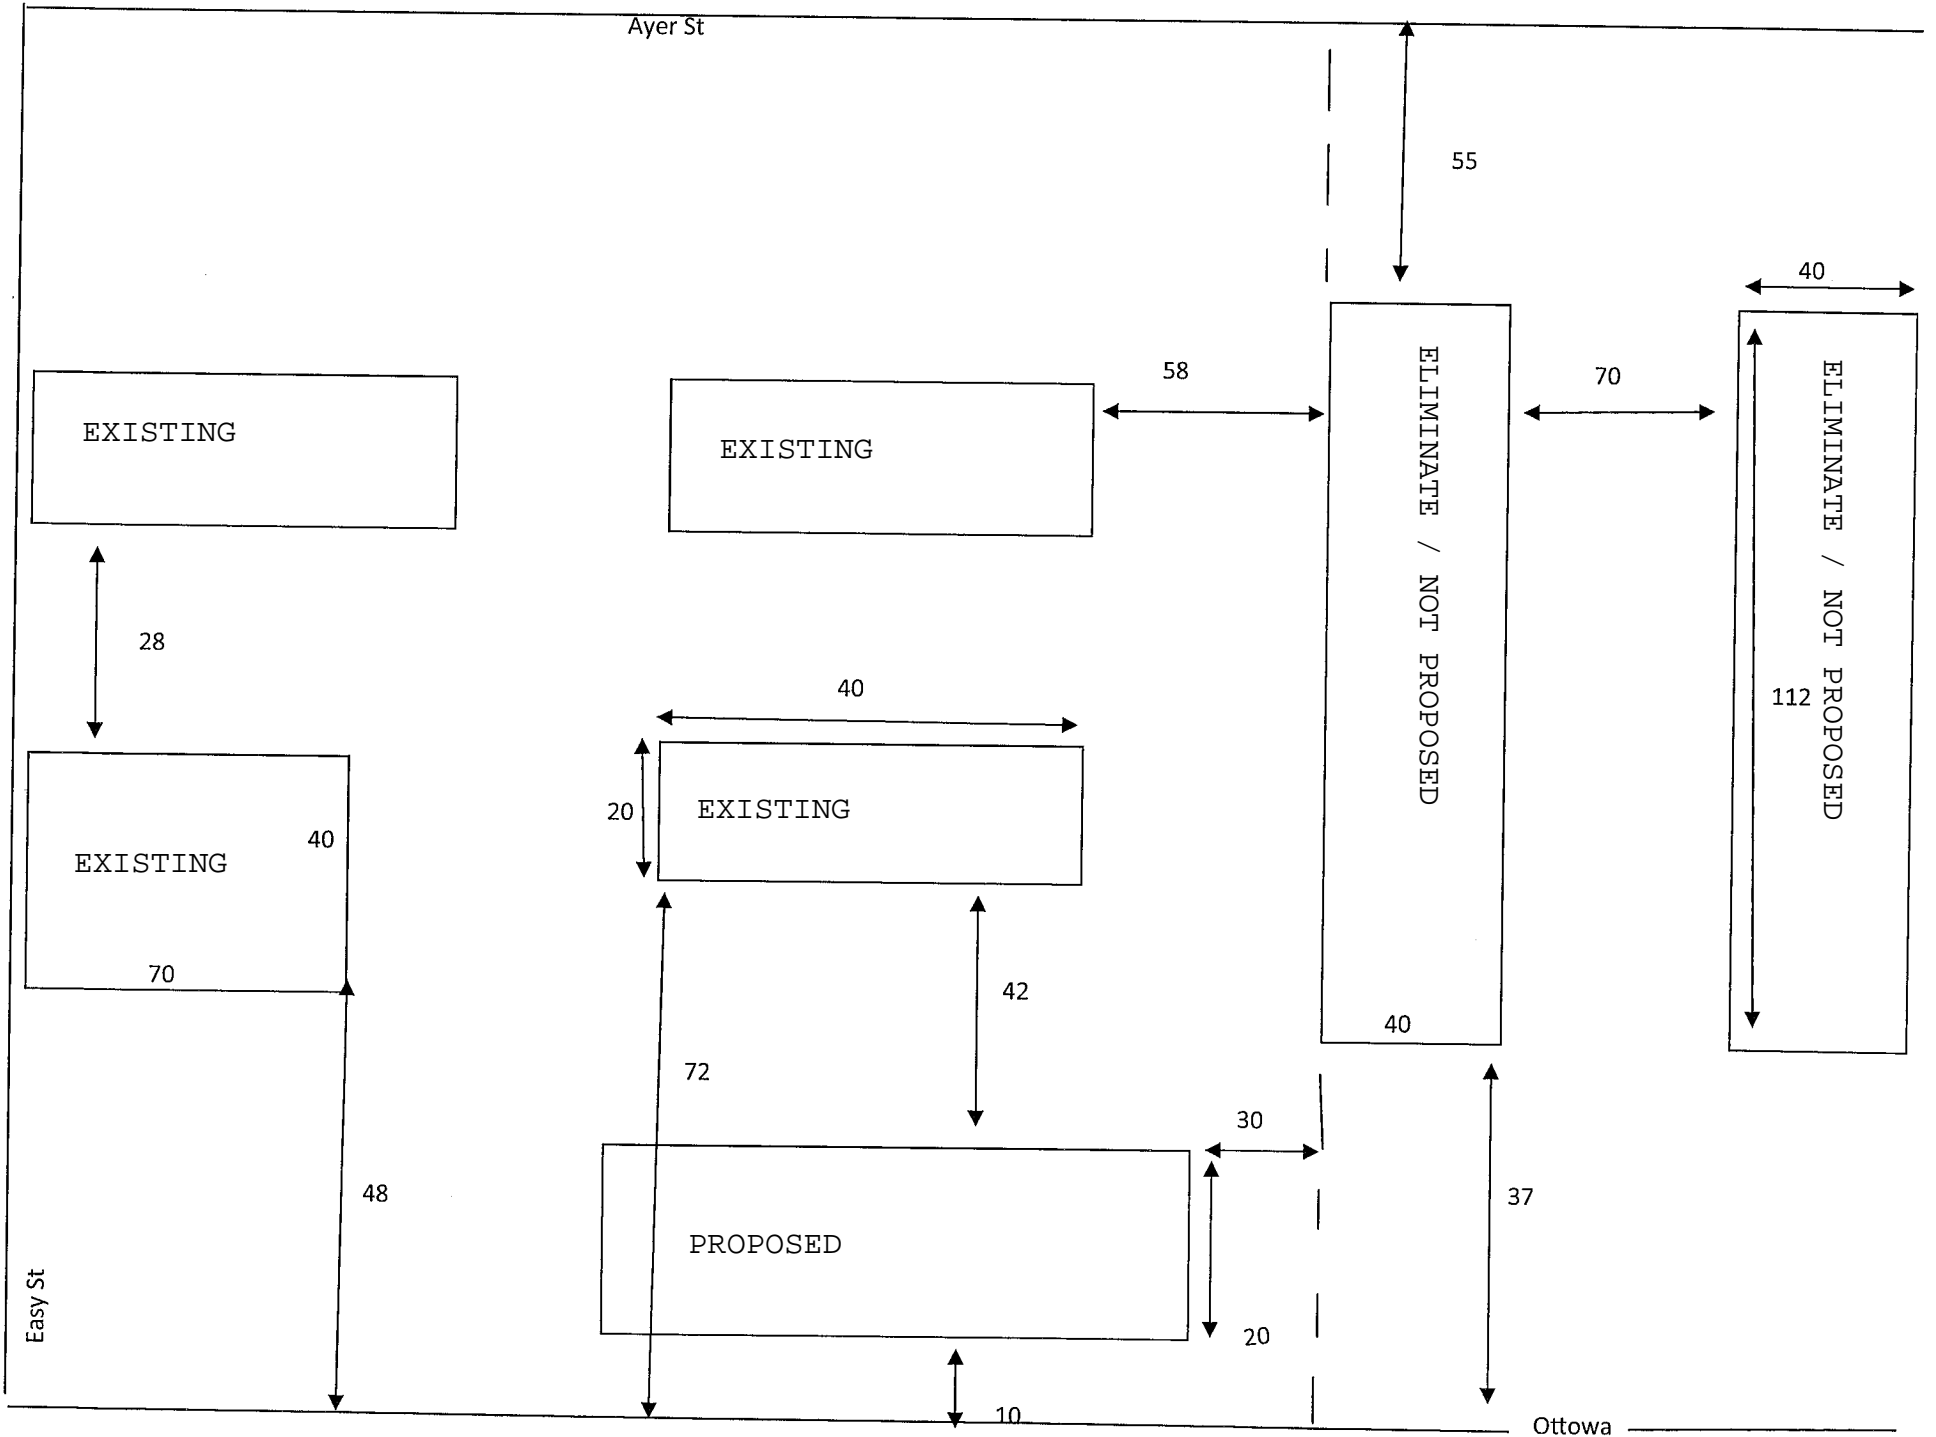 Ayer St
55
40
58
70
EXISTING
EXISTING
ELIMINATE / NOT PROPOSED
ELIMINATE / NOT PROPOSED
28
40
112
20
EXISTING
40
EXISTING
70
42
40
72
30
48
37
PROPOSED
Easy St
20
10
Ottowa